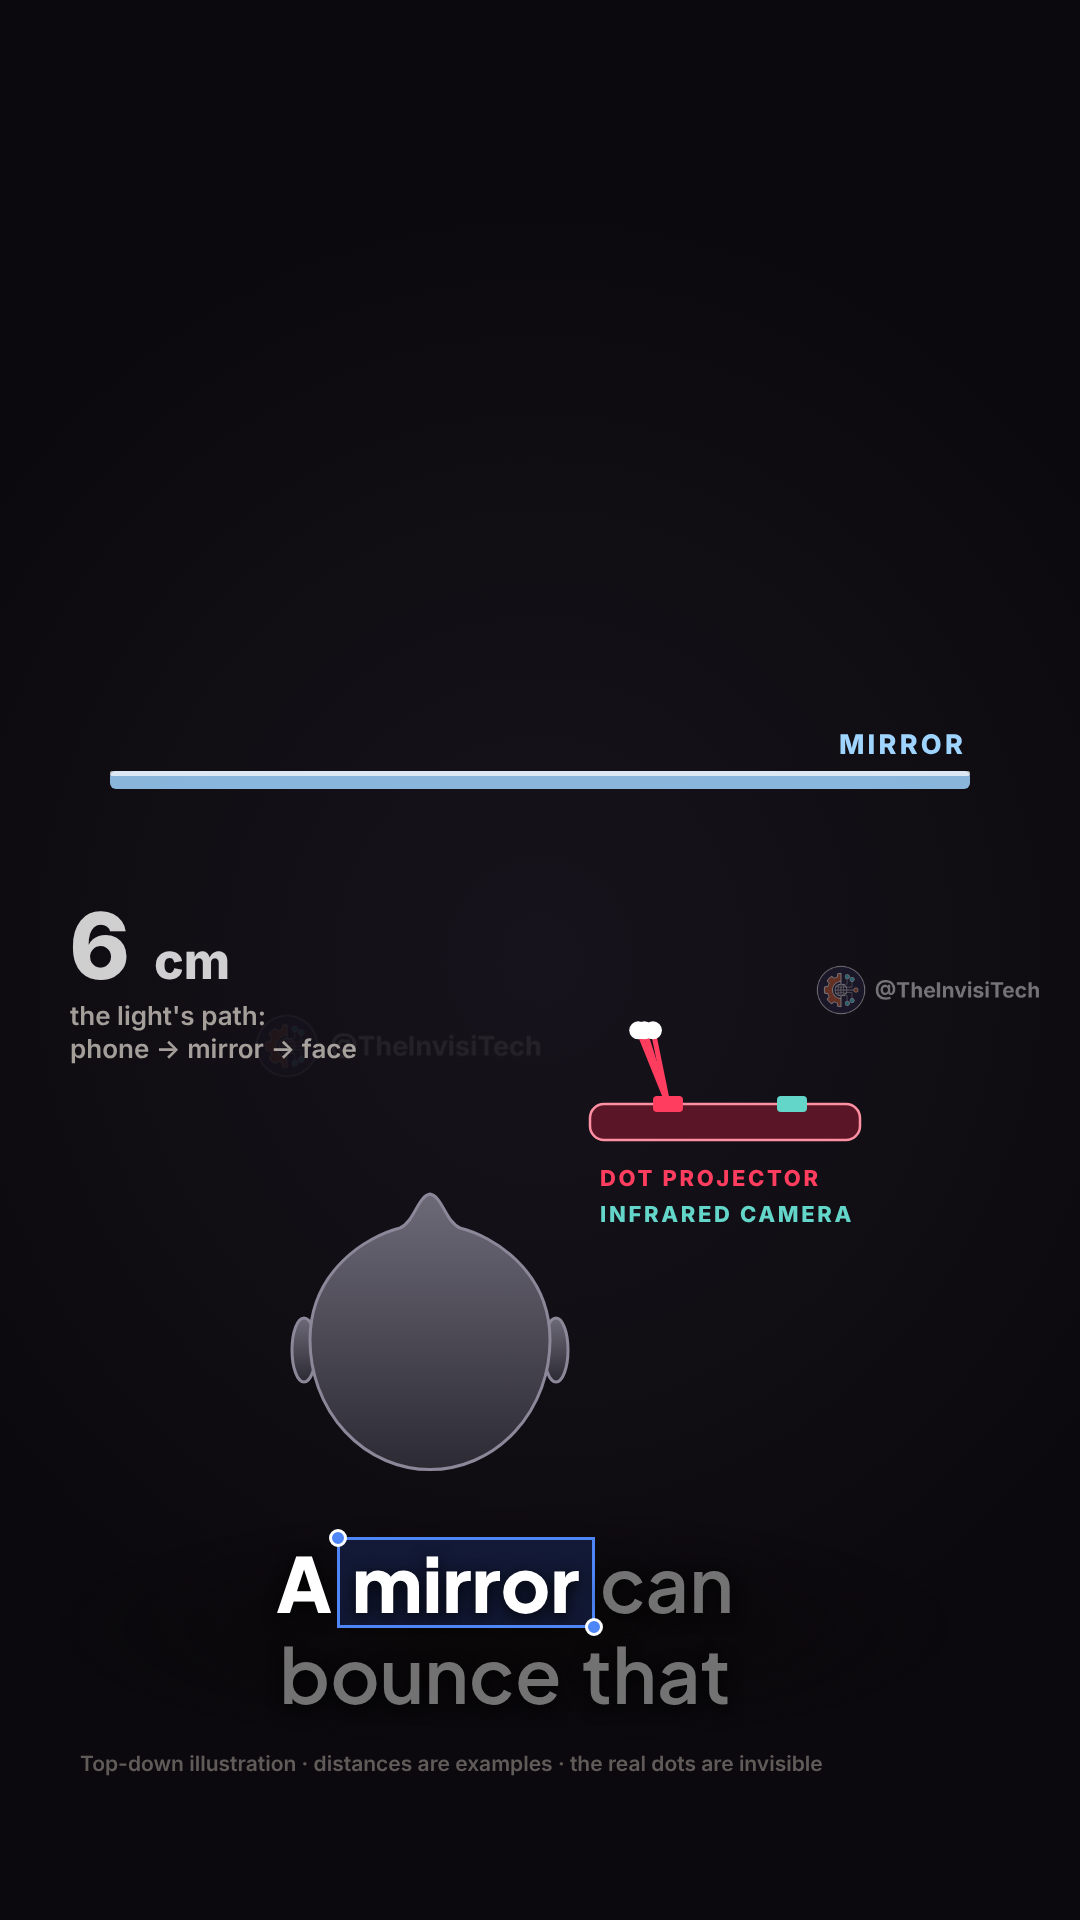 MIRROR
6 cm
the light's path:
phone → mirror → face
@TheInvisiTech
@TheInvisiTech
DOT PROJECTOR
INFRARED CAMERA
A mirror can
bounce that
Top-down illustration · distances are examples · the real dots are invisible